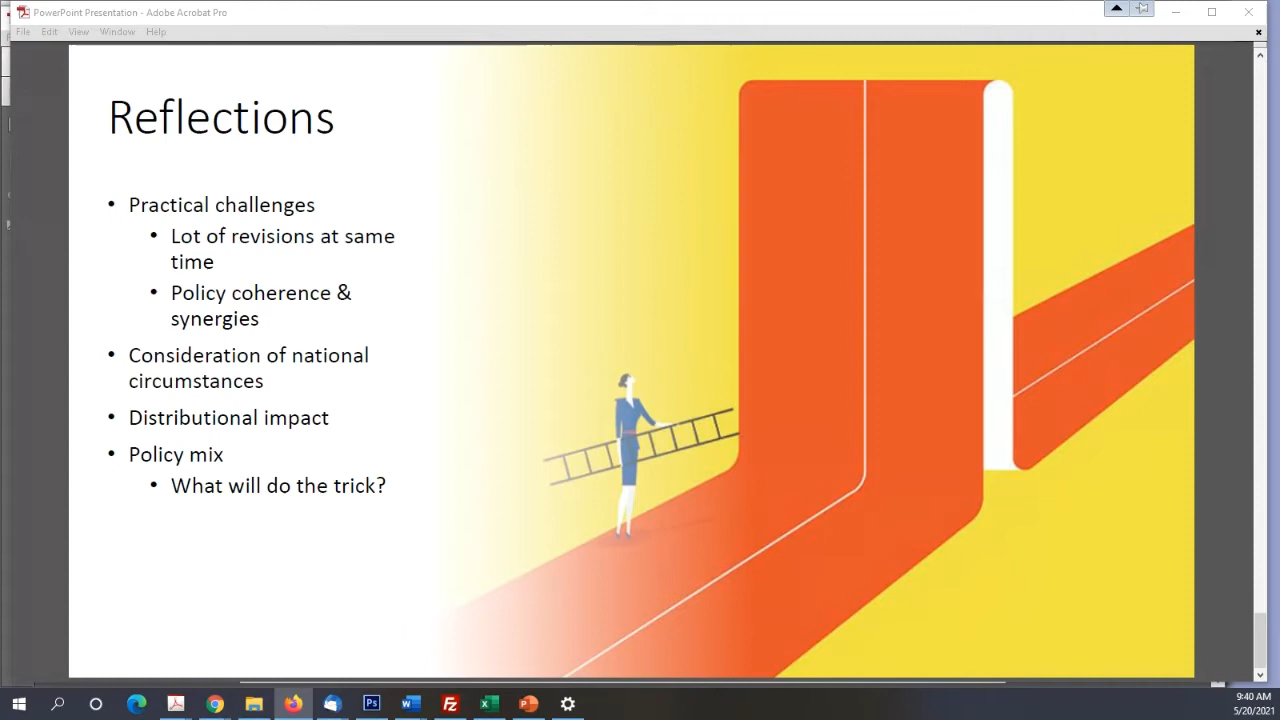 PowerPoint Presentation - Adobe Acrobat Pro
File Edit View Window Help
Reflections
• Practical challenges
• Lot of revisions at same
time
• Policy coherence &
synergies
• Consideration of national
circumstances
• Distributional impact
• Policy mix
• What will do the trick?
9:40 AM
5/20/2021